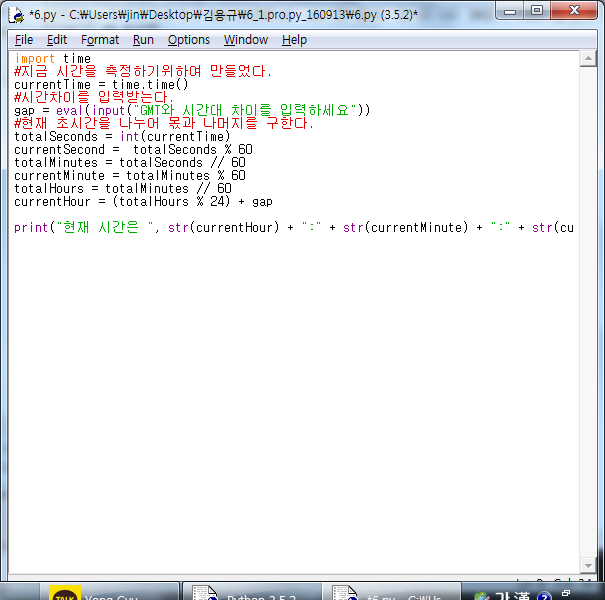 *6.py - C:\Users\jin\Desktop\김용규\6_1.pro.py_160913\6.py (3.5.2)*
File Edit Format Run Options Window Help
import time
#지금 시간을 측정하기위하여 만들었다.
currentTime = time.time()
#시간차이를 입력받는다.
gap = eval(input("GMT와 시간대 차이를 입력하세요"))
#현재 초시간을 나누어 몫과 나머지를 구한다.
totalSeconds = int(currentTime)
currentSecond =  totalSeconds % 60
totalMinutes = totalSeconds // 60
currentMinute = totalMinutes % 60
totalHours = totalMinutes // 60
currentHour = (totalHours % 24) + gap
print("현재 시간은 ", str(currentHour) + ":" + str(currentMinute) + ":" + str(cu
TALK Yong Gyu Python 3.5.2 *6.py - C:\Us... 가 漢 ?